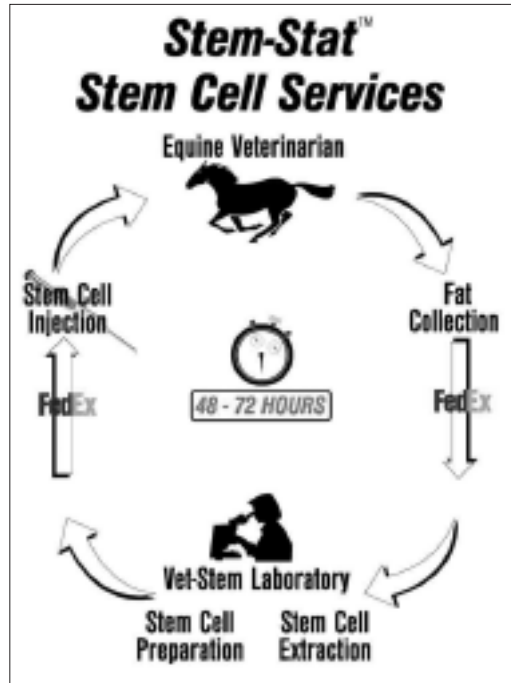 Stem-Stat™
Stem Cell Services
Equine Veterinarian
Stem Cell
Injection
Fat
Collection
FedEx
48 - 72 HOURS
FedEx
Vet-Stem Laboratory
Stem Cell
Preparation
Stem Cell
Extraction